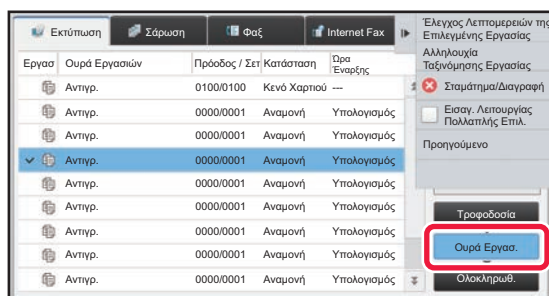 Εκτύπωση Σάρωση Φαξ Internet Fax
Εργασ Ουρά Εργασιών Πρόοδος / Σετ Κατάσταση Ώρα Έναρξης
Αντιγρ. 0100/0100 Κενό Χαρτιού ---
Αντιγρ. 0000/0001 Αναμονή Υπολογισμός
Αντιγρ. 0000/0001 Αναμονή Υπολογισμός
Αντιγρ. 0000/0001 Αναμονή Υπολογισμός
Αντιγρ. 0000/0001 Αναμονή Υπολογισμός
Αντιγρ. 0000/0001 Αναμονή Υπολογισμός
Αντιγρ. 0000/0001 Αναμονή Υπολογισμός
Αντιγρ. 0000/0001 Αναμονή Υπολογισμός
Έλεγχος Λεπτομερειών της
Επιλεγμένης Εργασίας
Αλληλουχία
Ταξινόμησης Εργασίας
Σταμάτημα/Διαγραφή
Εισαγ. Λειτουργίας
Πολλαπλής Επιλ.
Προηγούμενο
Τροφοδοσία
Ουρά Εργασ.
Ολοκληρωθ.